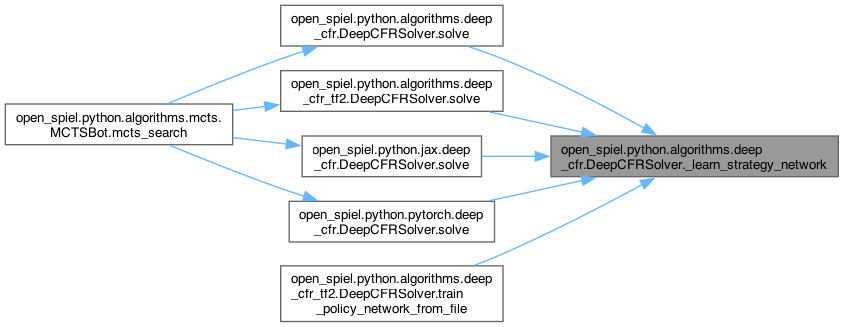 open_spiel.python.algorithms.deep
_cfr.DeepCFRSolver.solve
open_spiel.python.algorithms.deep
_cfr_tf2.DeepCFRSolver.solve
open_spiel.python.algorithms.mcts.
MCTSBot.mcts_search
open_spiel.python.jax.deep
_cfr.DeepCFRSolver.solve
open_spiel.python.algorithms.deep
_cfr.DeepCFRSolver._learn_strategy_network
open_spiel.python.pytorch.deep
_cfr.DeepCFRSolver.solve
open_spiel.python.algorithms.deep
_cfr_tf2.DeepCFRSolver.train
_policy_network_from_file